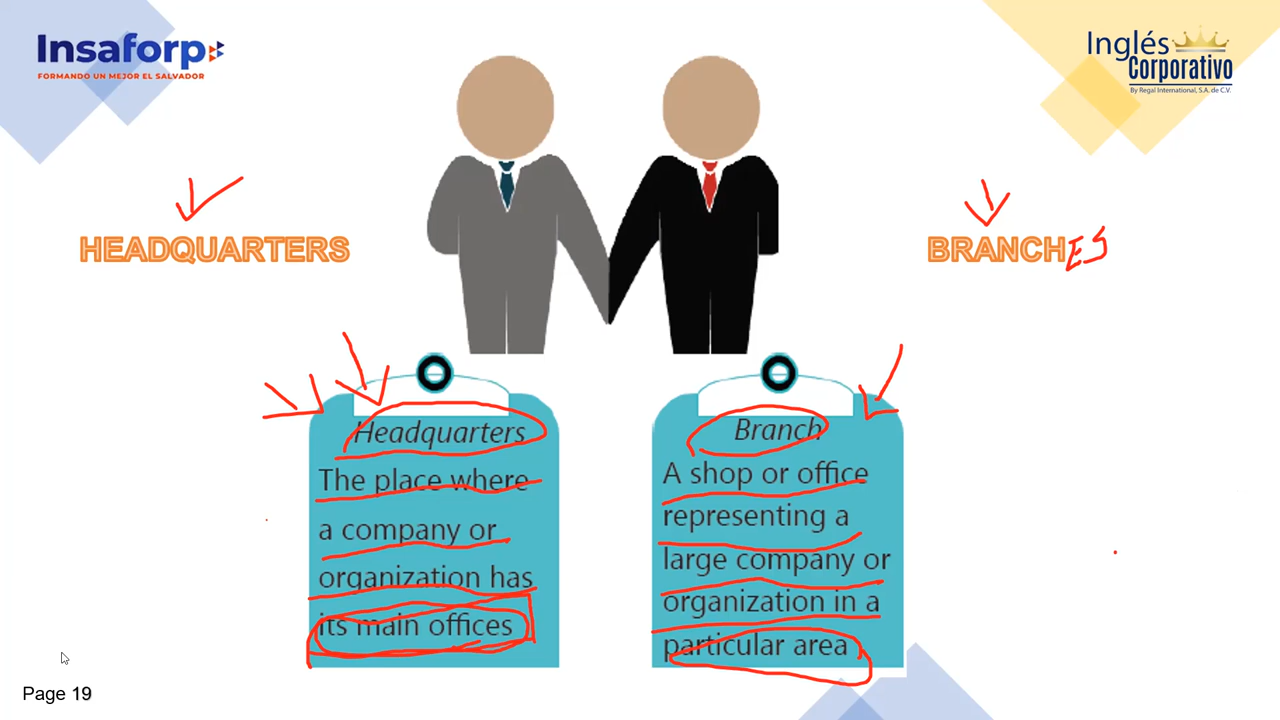 Insaforp
FORMANDO UN MEJOR EL SALVADOR
Inglés
Corporativo
By Regal International, S.A. de C.V.
HEADQUARTERS
BRANCHES
Headquarters
The place where
a company or
organization has
its main offices
Branch
A shop or office
representing a
large company or
organization in a
particular area
Page 19